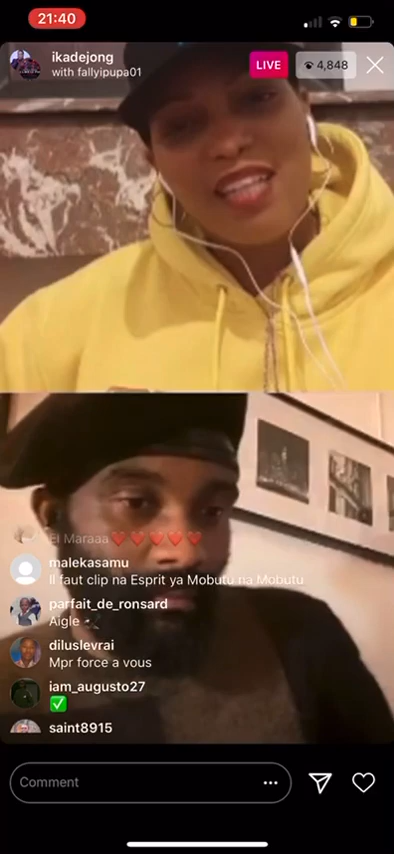 21:40
ikadejong
with fallyipupa01
LIVE
4,848
El Maraaa❤️❤️❤️❤️❤️
malekasamu
Il faut clip na Esprit ya Mobutu na Mobutu
parfait_de_ronsard
Aigle
diluslevrai
Mpr force a vous
iam_augusto27
✅
saint8915
Comment